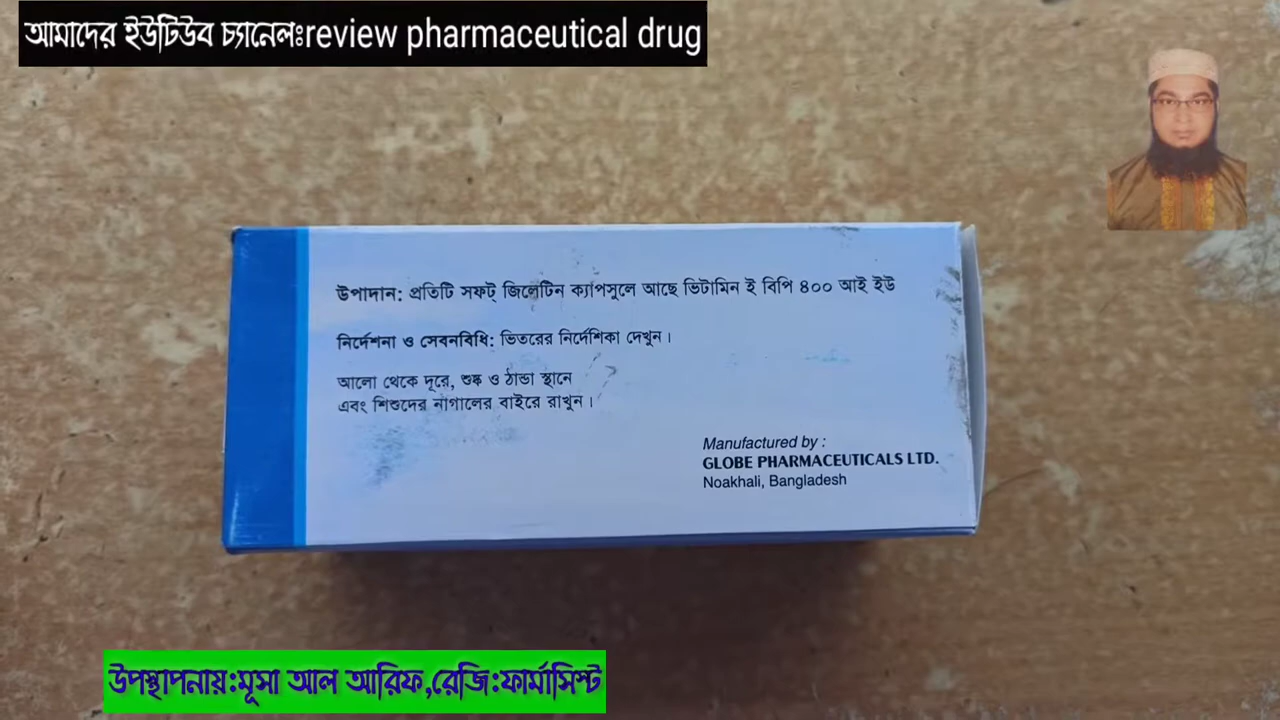 আমাদের ইউটিউব চ্যানেলঃreview pharmaceutical drug
উপাদান: প্রতিটি সফট্ জিলেটিন ক্যাপসুলে আছে ভিটামিন ই বিপি ৪০০ আই ইউ
নির্দেশনা ও সেবনবিধি: ভিতরের নির্দেশিকা দেখুন।
আলো থেকে দূরে, শুষ্ক ও ঠান্ডা স্থানে
এবং শিশুদের নাগালের বাইরে রাখুন।
Manufactured by :
GLOBE PHARMACEUTICALS LTD.
Noakhali, Bangladesh
উপস্থাপনায়:মূসা আল আরিফ,রেজি:ফার্মাসিস্ট